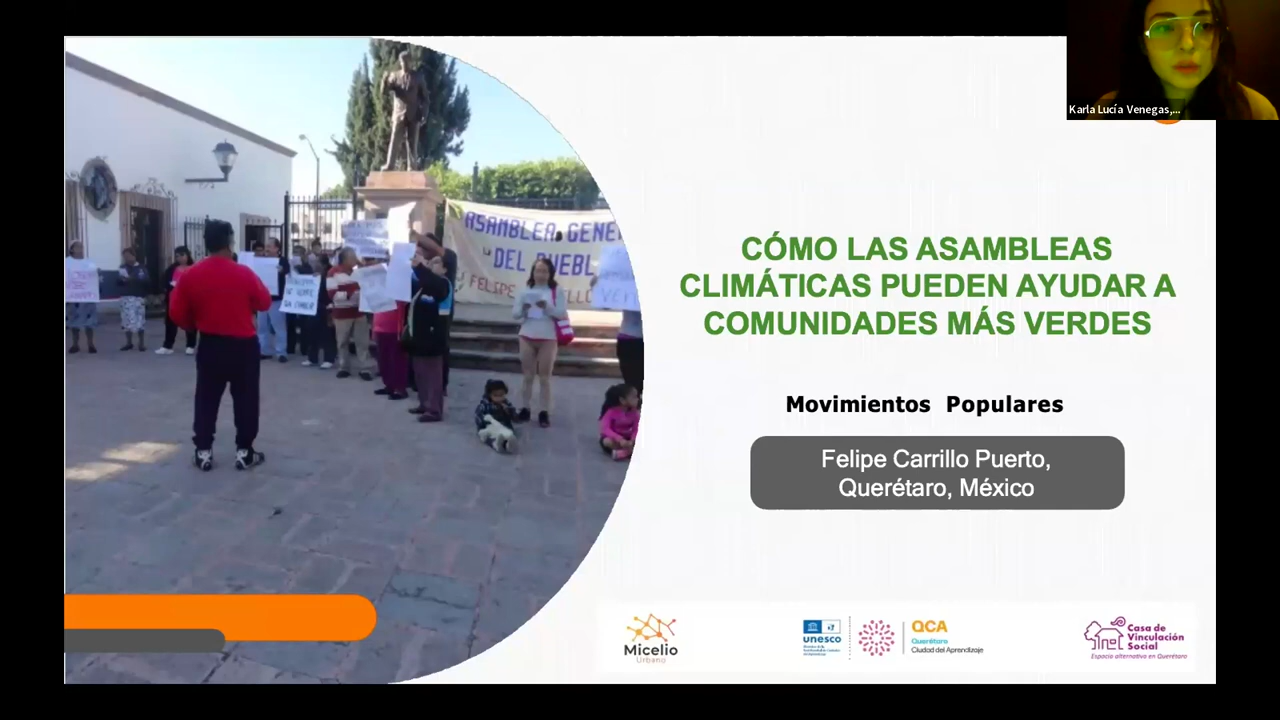 Karla Lucía Venegas,...
ASAMBLEA GENE
DEL PUEBL
FELIPE
CÓMO LAS ASAMBLEAS
CLIMÁTICAS PUEDEN AYUDAR A
COMUNIDADES MÁS VERDES
Movimientos Populares
Felipe Carrillo Puerto,
Querétaro, México
Micelio
Urbano
unesco
QCA
Querétaro
Ciudad del Aprendizaje
Casa de
Vinculación
Social
Espacio alternativo en Querétaro